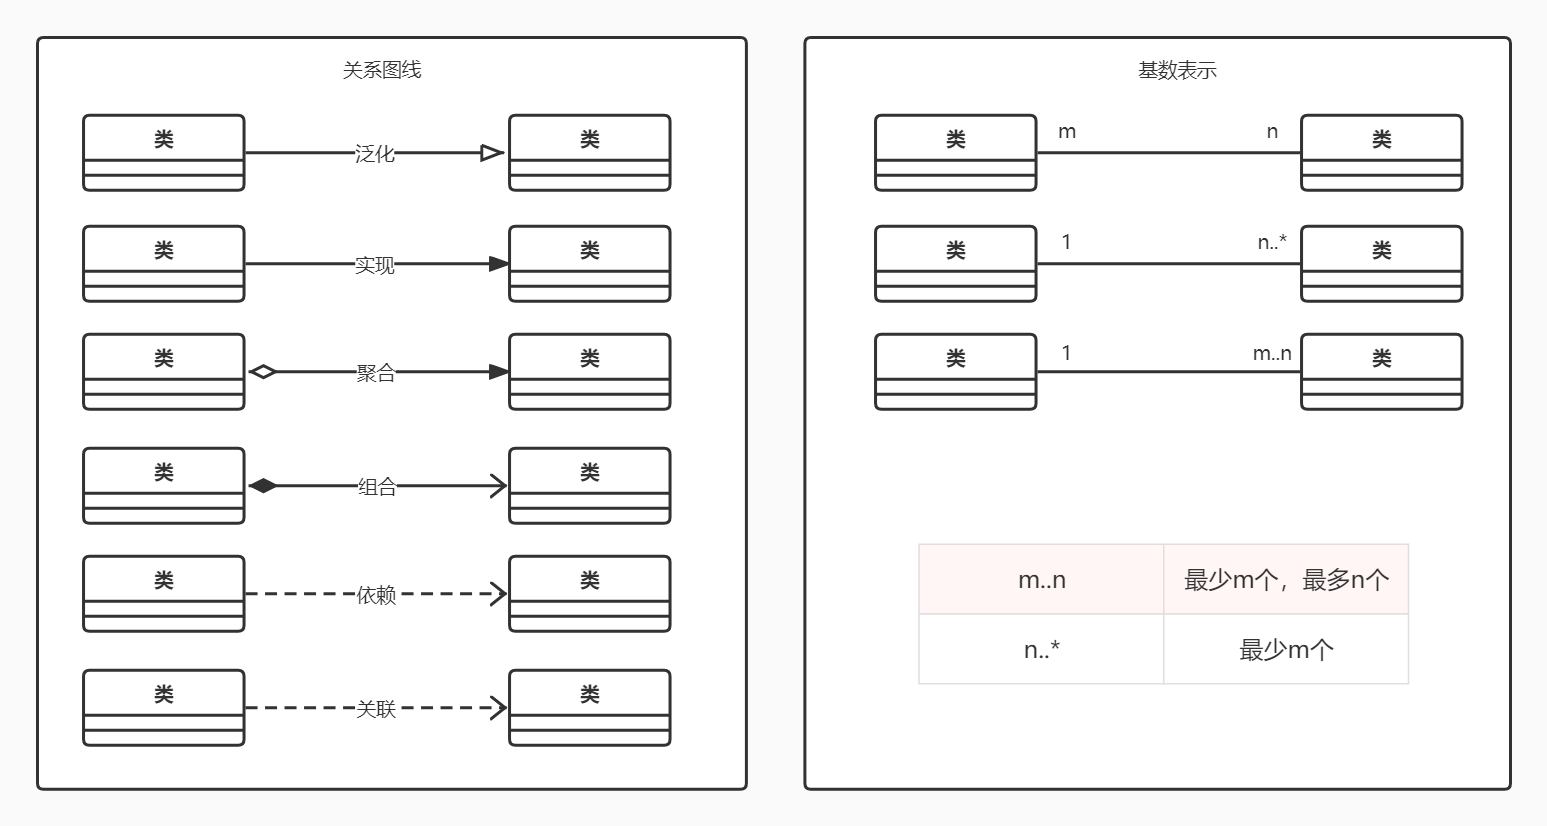 关系图线
类
泛化
类
类
实现
类
类
聚合
类
类
组合
类
类
依赖
类
类
关联
类
基数表示
类
m
n
类
类
1
n..*
类
类
1
m..n
类
m..n
最少m个，最多n个
n..*
最少m个